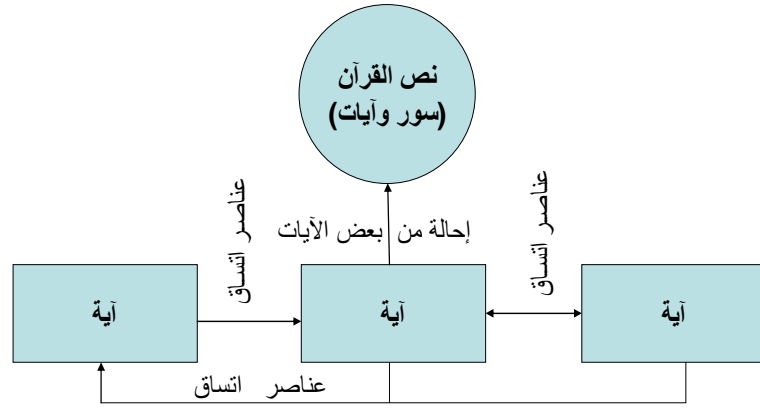 نص القرآن
(سور وآيات)
عناصر اتساق
عناصر اتساق
إحالة من بعض الآيات
آية
آية
آية
عناصر اتساق